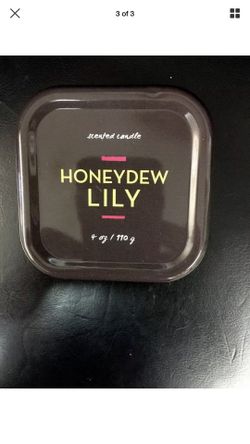 3 of 3
scented candle
HONEYDEW
LILY
4 oz / 110 g